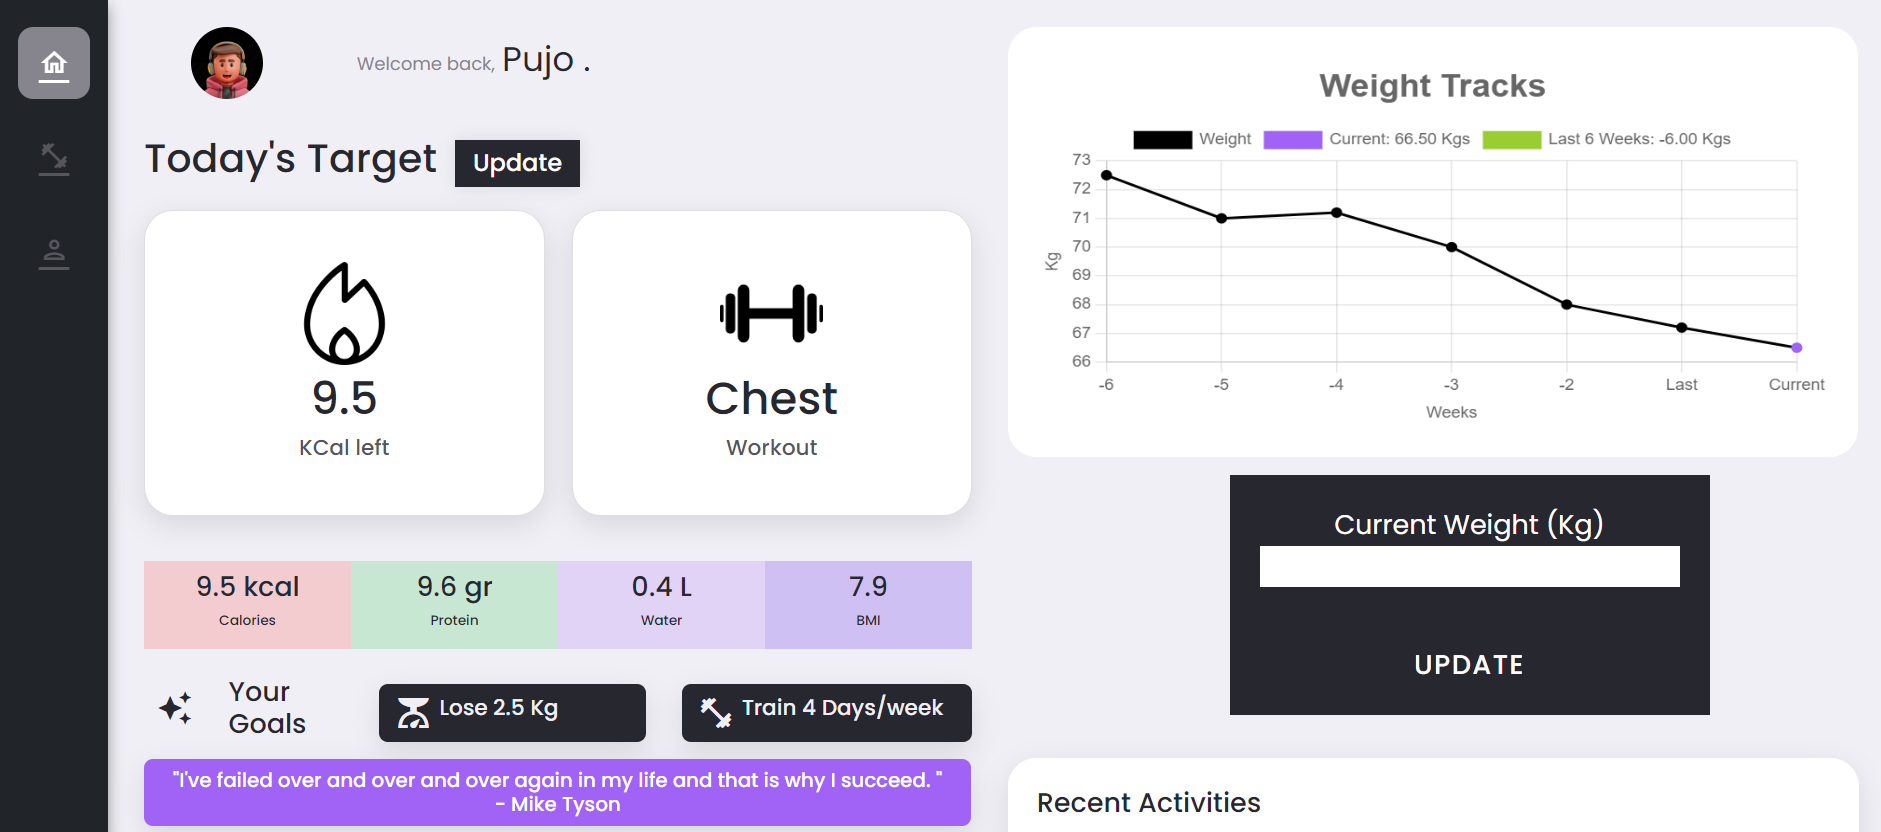 Welcome back, Pujo .
Today's Target
Update
9.5
KCal left
Chest
Workout
9.5 kcal
Calories
9.6 gr
Protein
0.4 L
Water
7.9
BMI
Your
Goals
Lose 2.5 Kg
Train 4 Days/week
"I've failed over and over and over again in my life and that is why I succeed. "
- Mike Tyson
Weight Tracks
Weight
Current: 66.50 Kgs
Last 6 Weeks: -6.00 Kgs
73
72
71
70
69
68
67
66
Kg
-6
-5
-4
-3
-2
Last
Current
Weeks
Current Weight (Kg)
UPDATE
Recent Activities